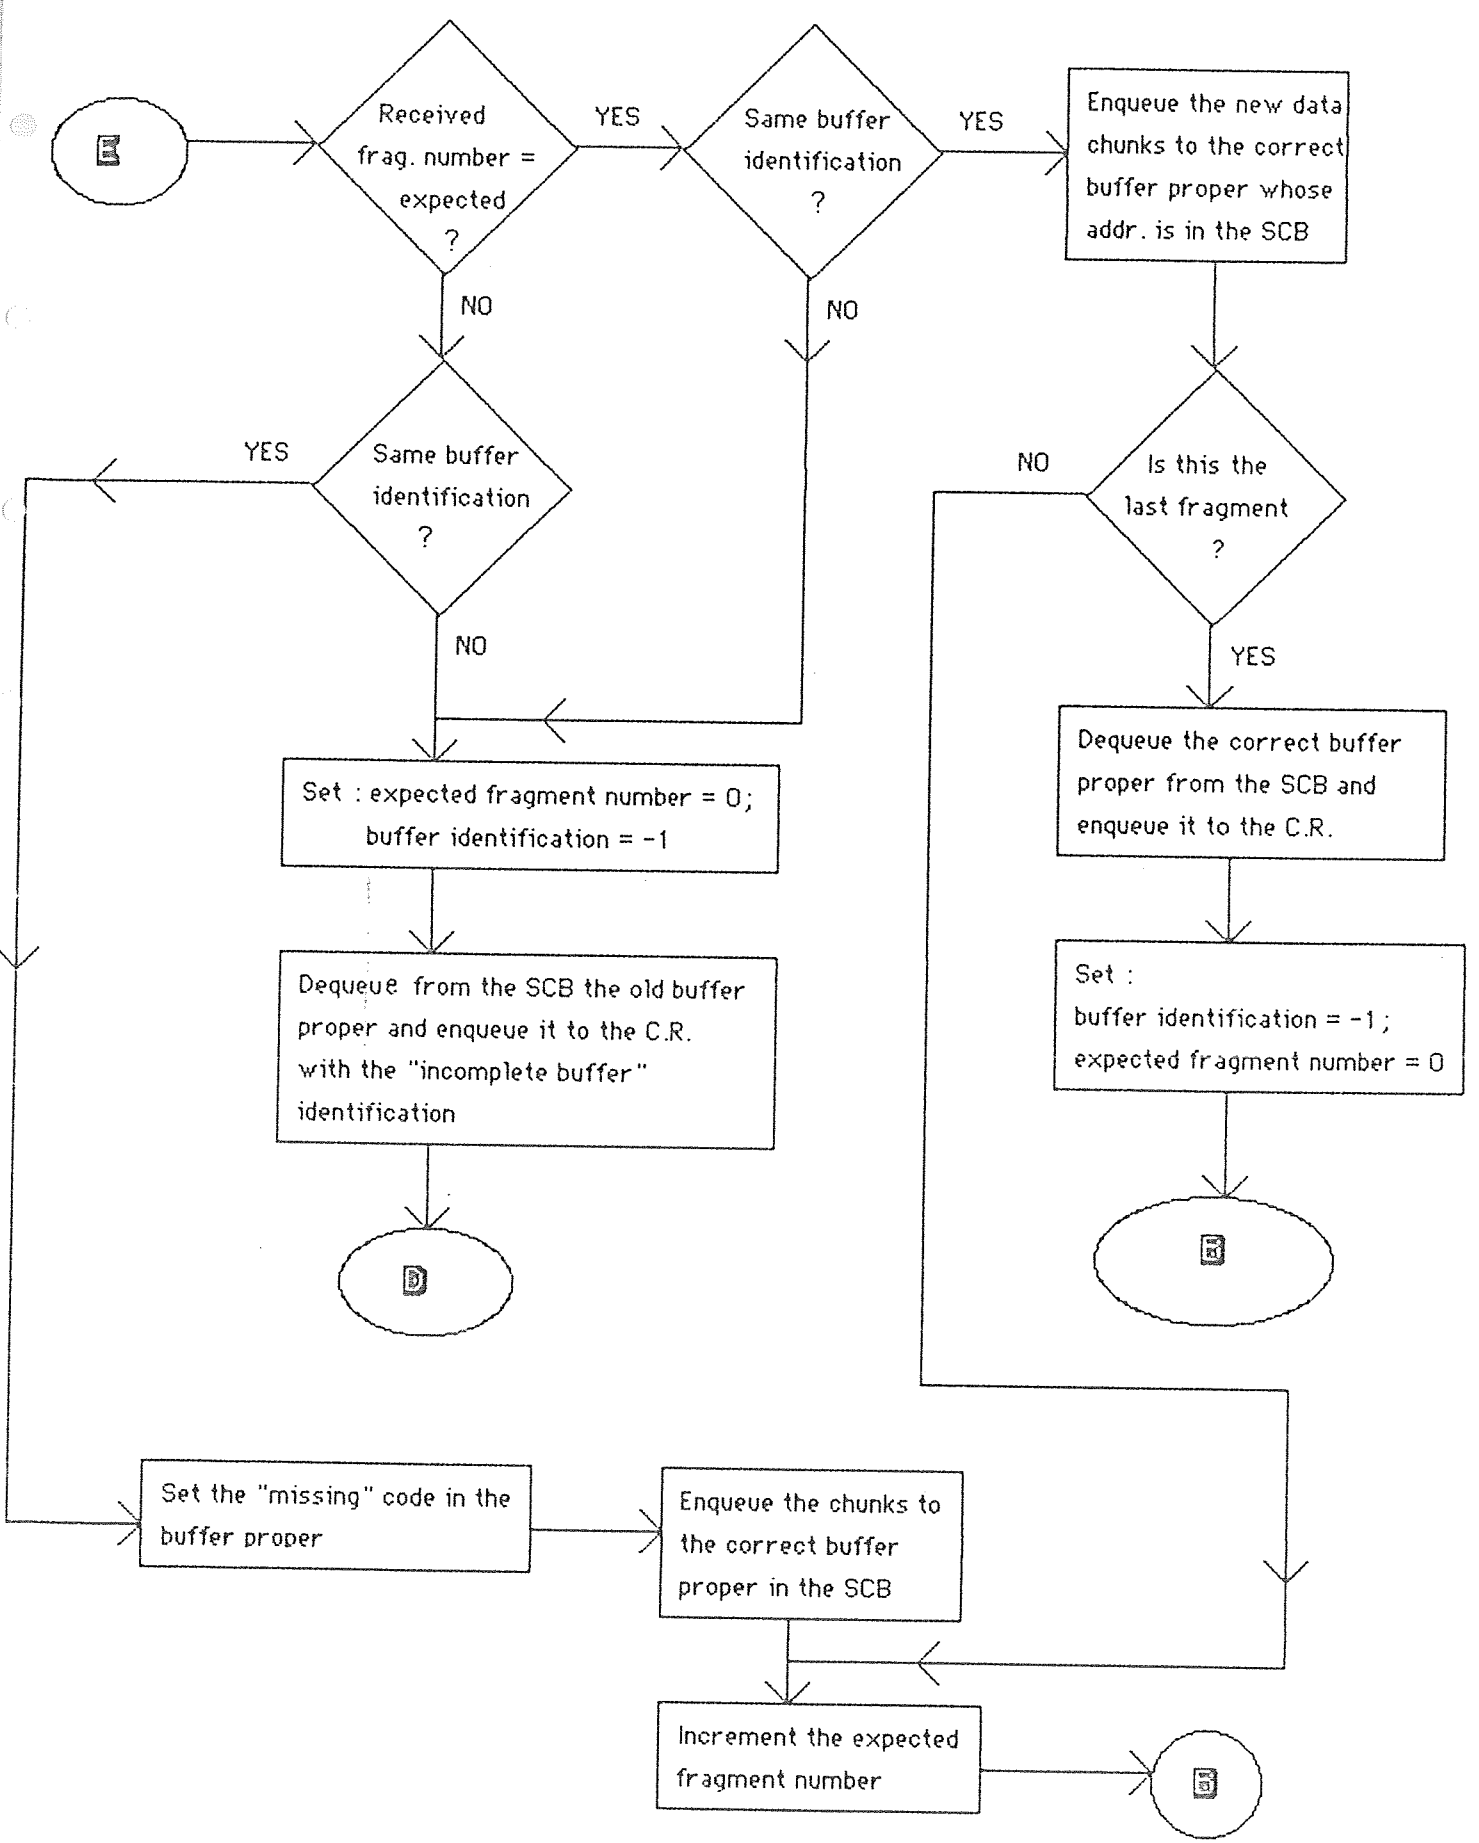 E
Received
frag. number =
expected
?
YES
Same buffer
identification
?
YES
Enqueue the new data
chunks to the correct
buffer proper whose
addr. is in the SCB
NO
NO
YES
Same buffer
identification
?
NO
Is this the
last fragment
?
NO
YES
Set : expected fragment number = 0;
buffer identification = -1
Dequeue the correct buffer
proper from the SCB and
enqueue it to the C.R.
Dequeue from the SCB the old buffer
proper and enqueue it to the C.R.
with the "incomplete buffer"
identification
Set :
buffer identification = -1;
expected fragment number = 0
D
Set the "missing" code in the
buffer proper
Enqueue the chunks to
the correct buffer
proper in the SCB
Increment the expected
fragment number